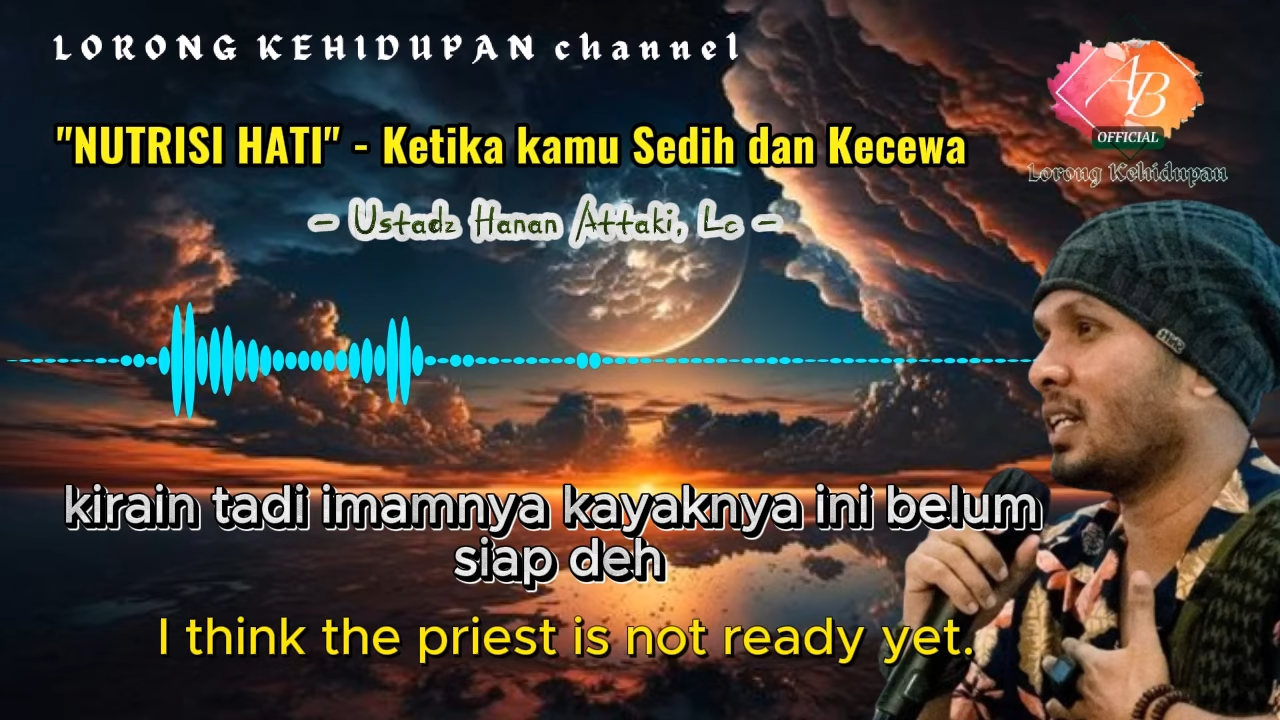 LORONG KEHIDUPAN channel
AB
OFFICIAL
Lorong Kehidupan
"NUTRISI HATI" - Ketika kamu Sedih dan Kecewa
- Ustadz Hanan Attaki, Lc -
kirain tadi imamnya kayaknya ini belum
siap deh
I think the priest is not ready yet.